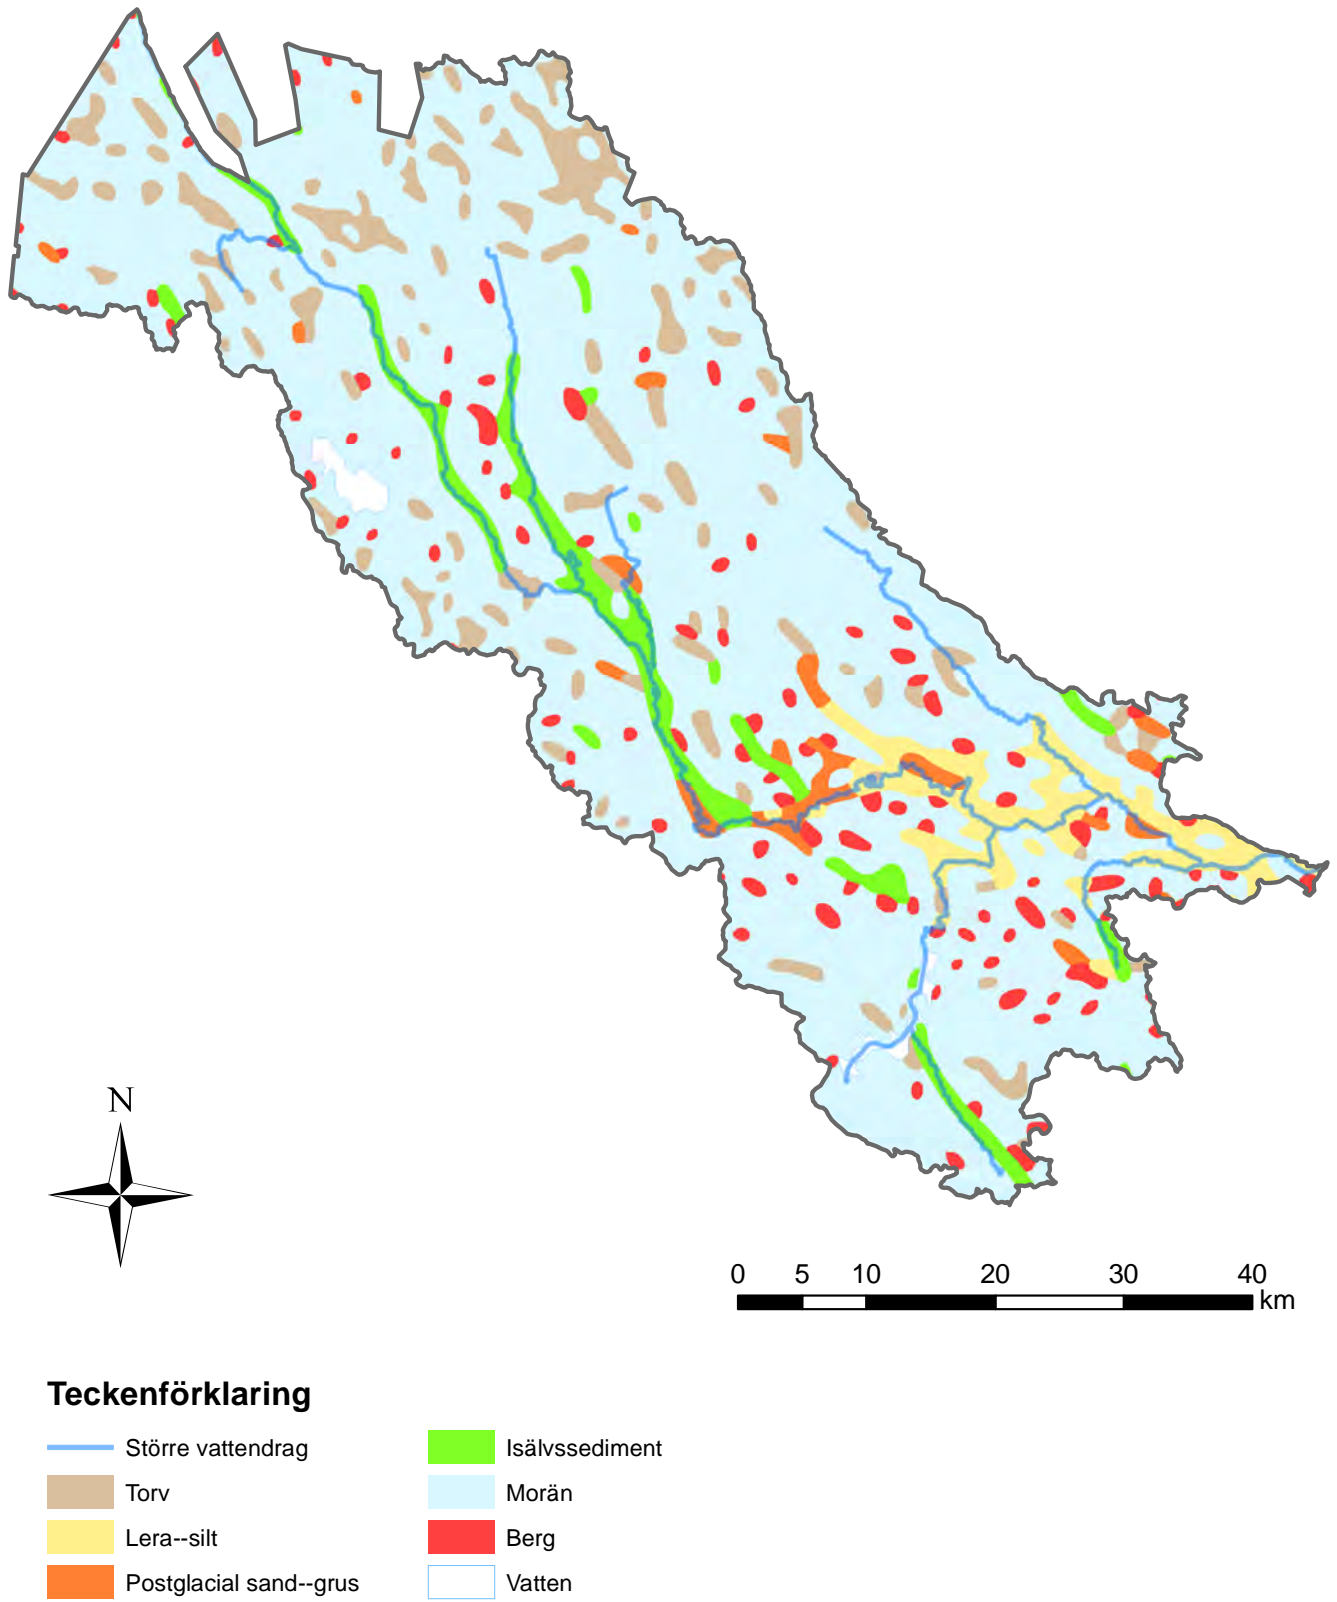 N
0 5 10 20 30 40
km
Teckenförklaring
Större vattendrag
Torv
Lera--silt
Postglacial sand--grus
Isälvssediment
Morän
Berg
Vatten